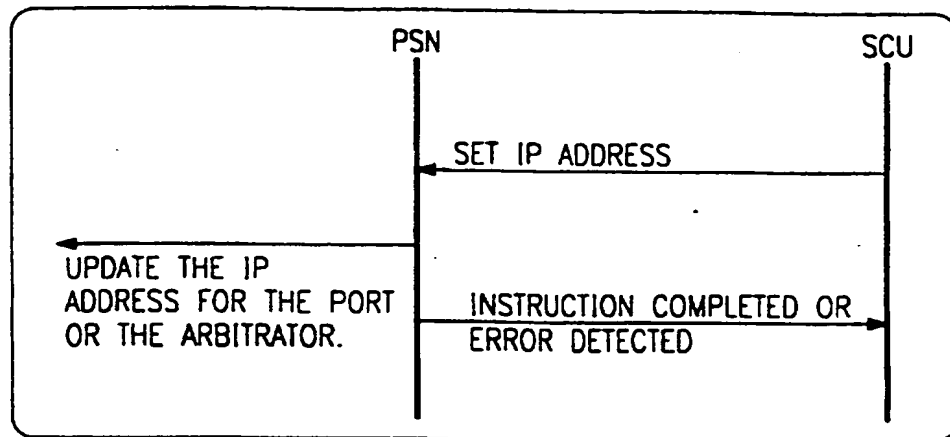 PSN
SCU
SET IP ADDRESS
UPDATE THE IP
ADDRESS FOR THE PORT
OR THE ARBITRATOR.
INSTRUCTION COMPLETED OR
ERROR DETECTED